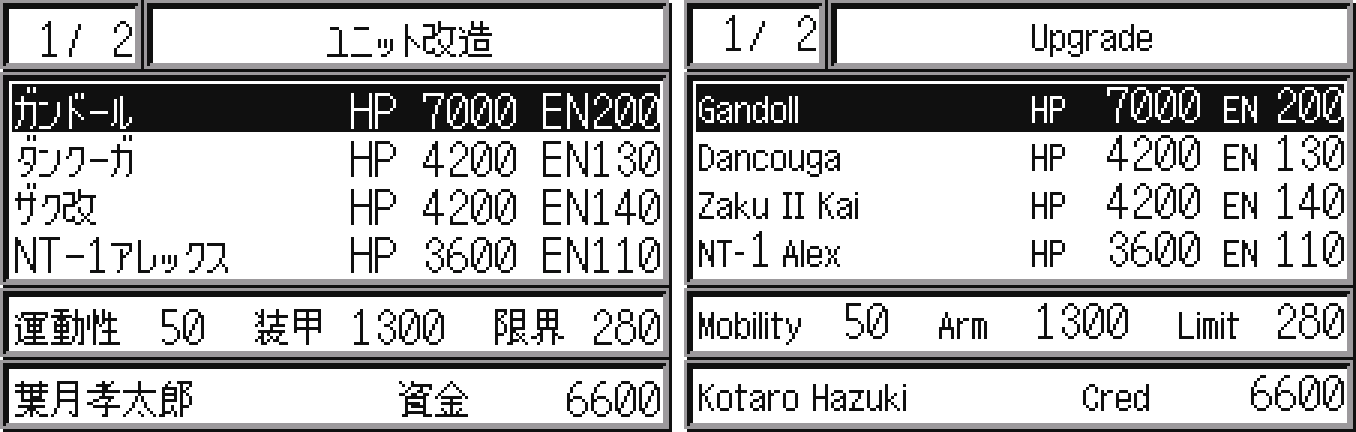 1/ 2 ユニット改造
ガンドール HP 7000 EN200
ダンクーガ HP 4200 EN130
ザク改 HP 4200 EN140
NT-1アレックス HP 3600 EN110
運動性 50 装甲 1300 限界 280
葉月孝太郎 資金 6600
1/ 2 Upgrade
Gandoll HP 7000 EN 200
Dancouga HP 4200 EN 130
Zaku II Kai HP 4200 EN 140
NT-1 Alex HP 3600 EN 110
Mobility 50 Arm 1300 Limit 280
Kotaro Hazuki Cred 6600